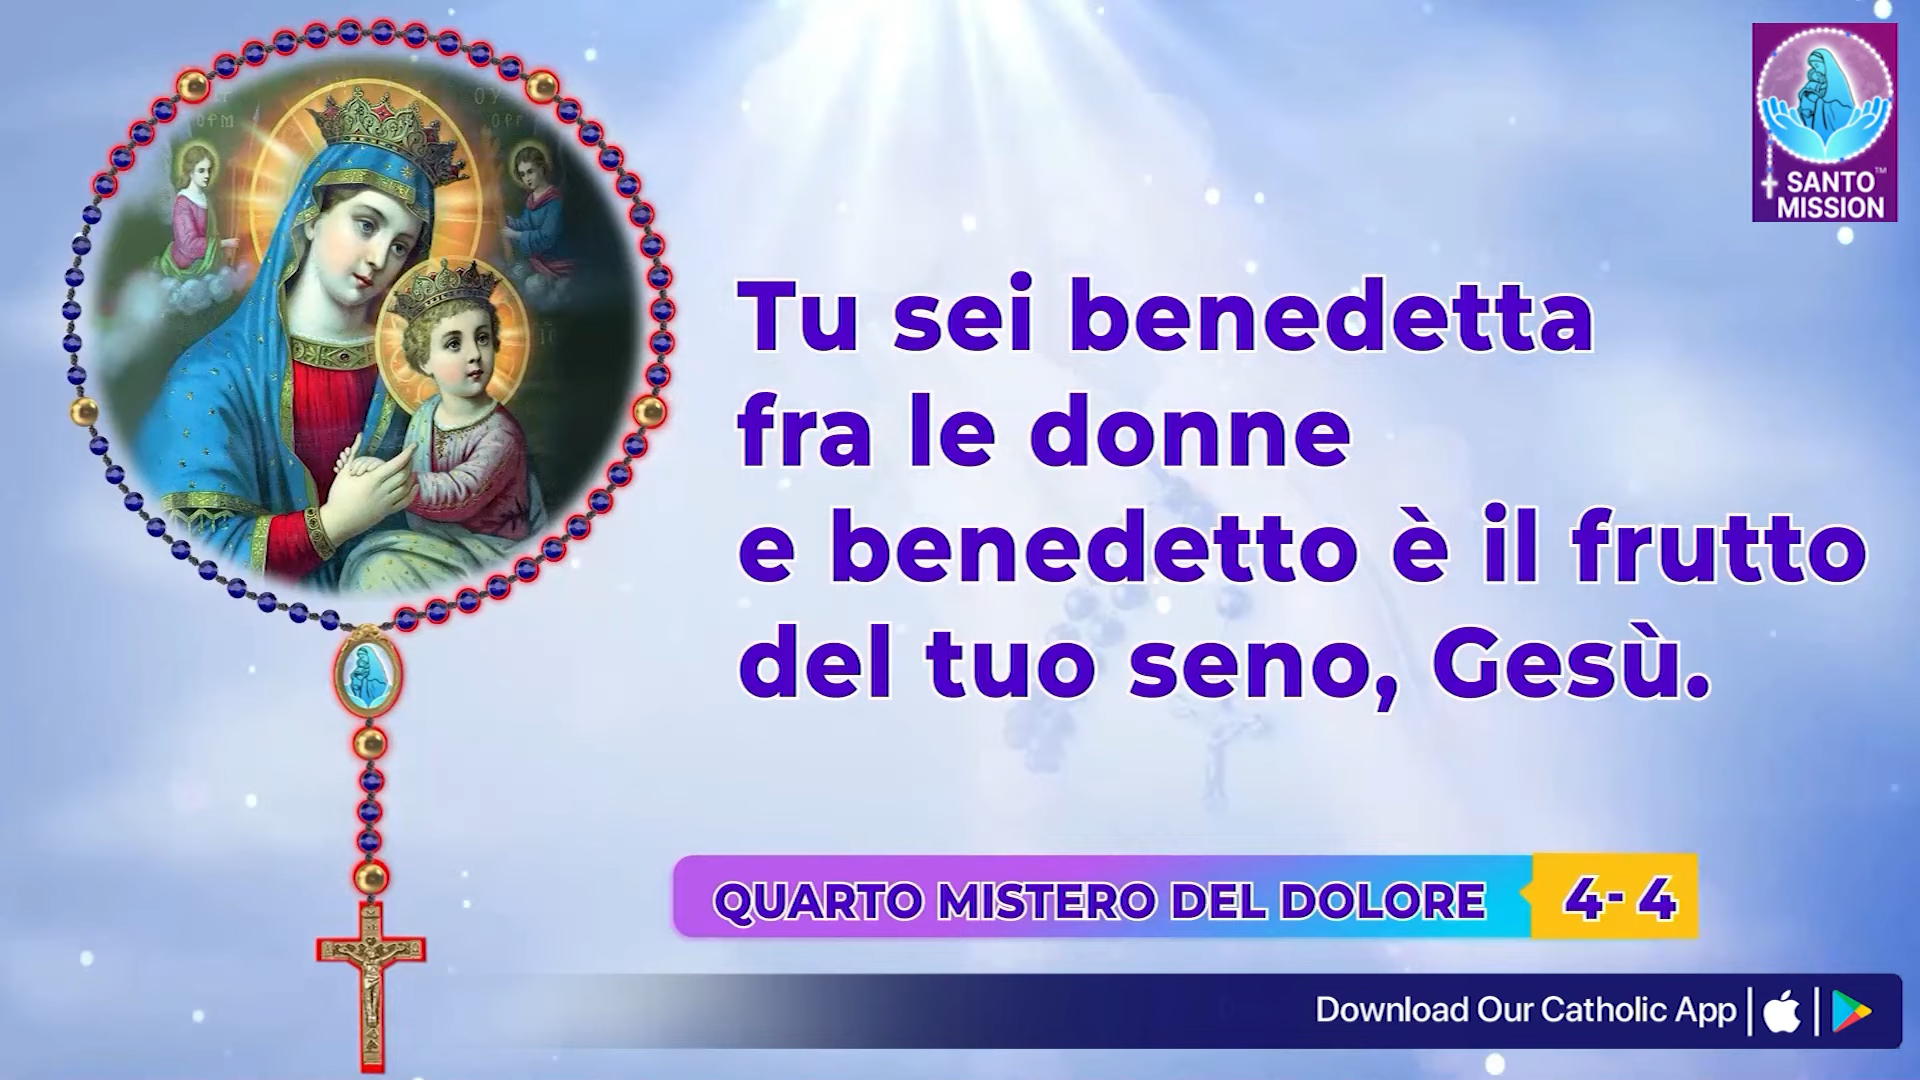 SANTO™
MISSION
Tu sei benedetta
fra le donne
e benedetto è il frutto
del tuo seno, Gesù.
QUARTO MISTERO DEL DOLORE 4- 4
Download Our Catholic App